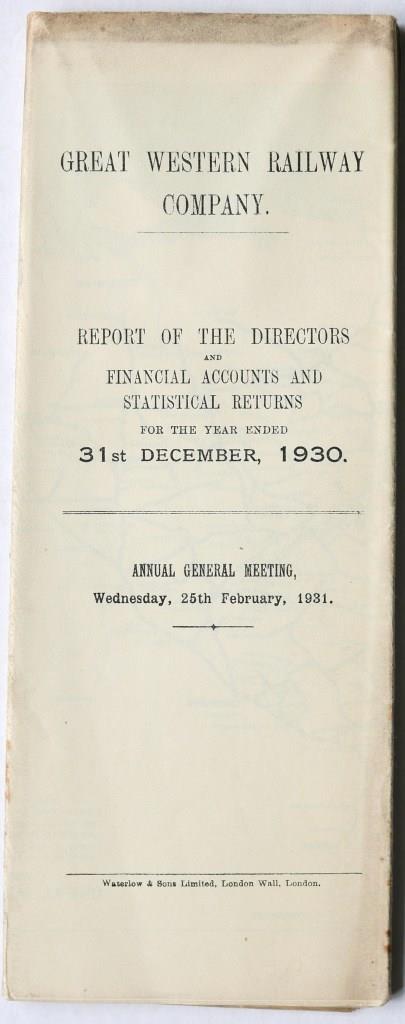 GREAT WESTERN RAILWAY
COMPANY.
REPORT OF THE DIRECTORS
AND
FINANCIAL ACCOUNTS AND
STATISTICAL RETURNS
FOR THE YEAR ENDED
31st DECEMBER, 1930.
ANNUAL GENERAL MEETING,
Wednesday, 25th February, 1931.
Waterlow & Sons Limited, London Wall, London.